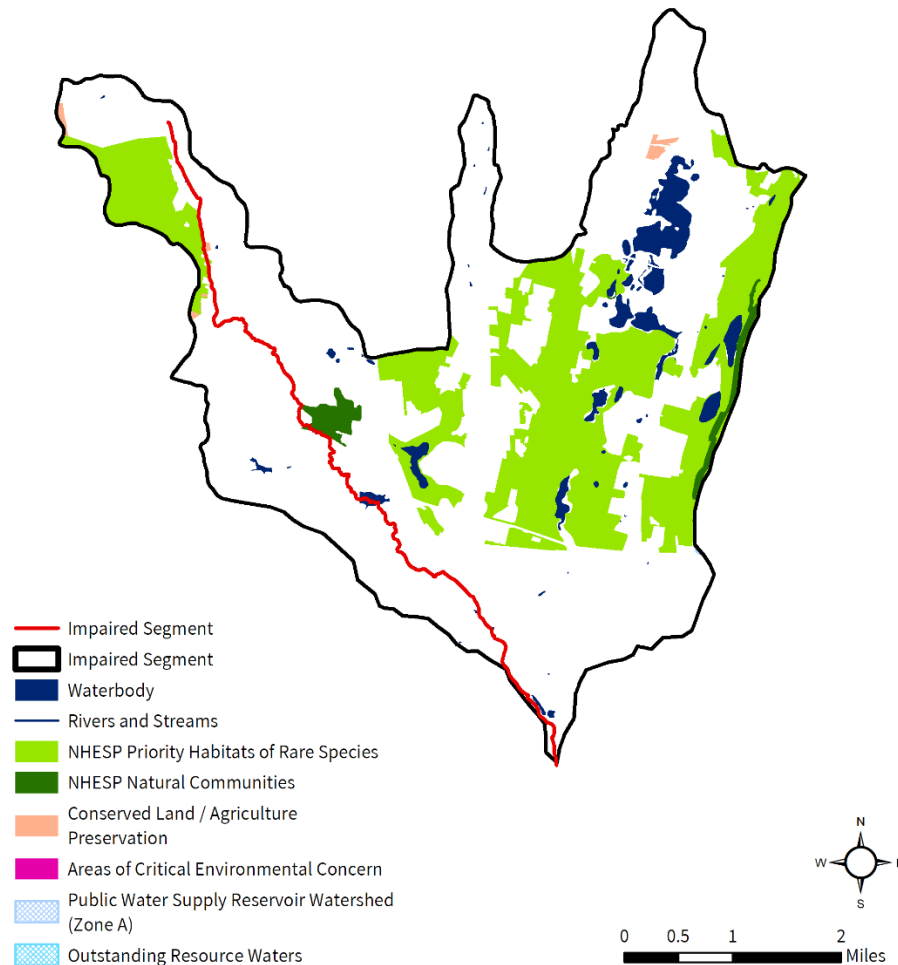 Impaired Segment
Impaired Segment
Waterbody
Rivers and Streams
NHESP Priority Habitats of Rare Species
NHESP Natural Communities
Conserved Land / Agriculture
Preservation
Areas of Critical Environmental Concern
Public Water Supply Reservoir Watershed
(Zone A)
Outstanding Resource Waters
N
W
S
0 0.5 1 2
Miles